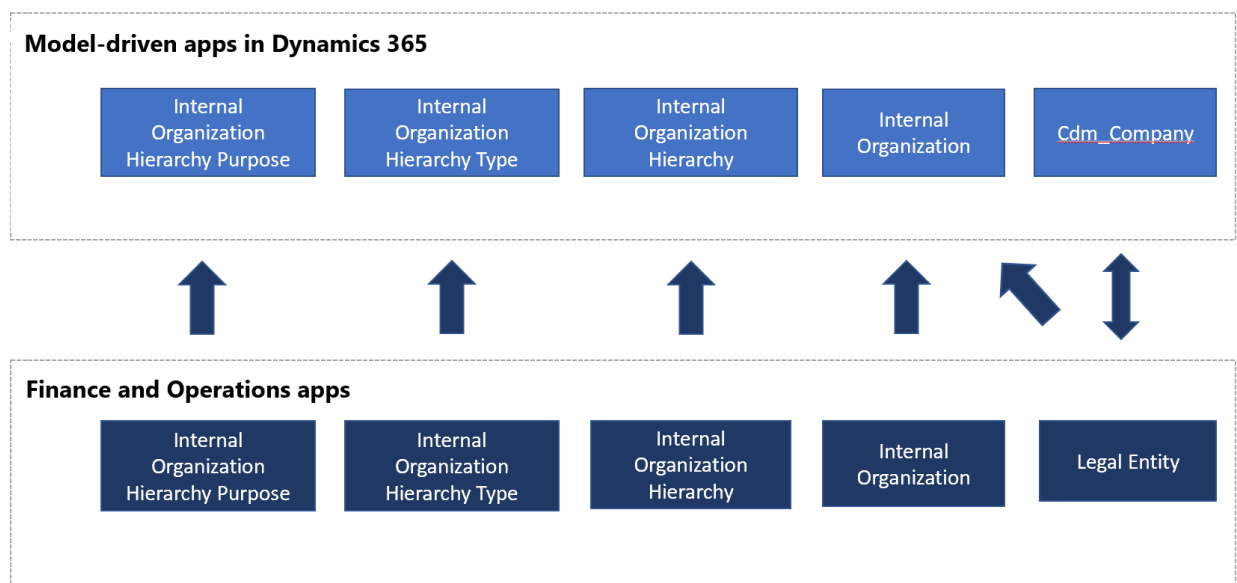 Model-driven apps in Dynamics 365
Internal
Organization
Hierarchy Purpose
Internal
Organization
Hierarchy Type
Internal
Organization
Hierarchy
Internal
Organization
Cdm_Company
Finance and Operations apps
Internal
Organization
Hierarchy Purpose
Internal
Organization
Hierarchy Type
Internal
Organization
Hierarchy
Internal
Organization
Legal Entity